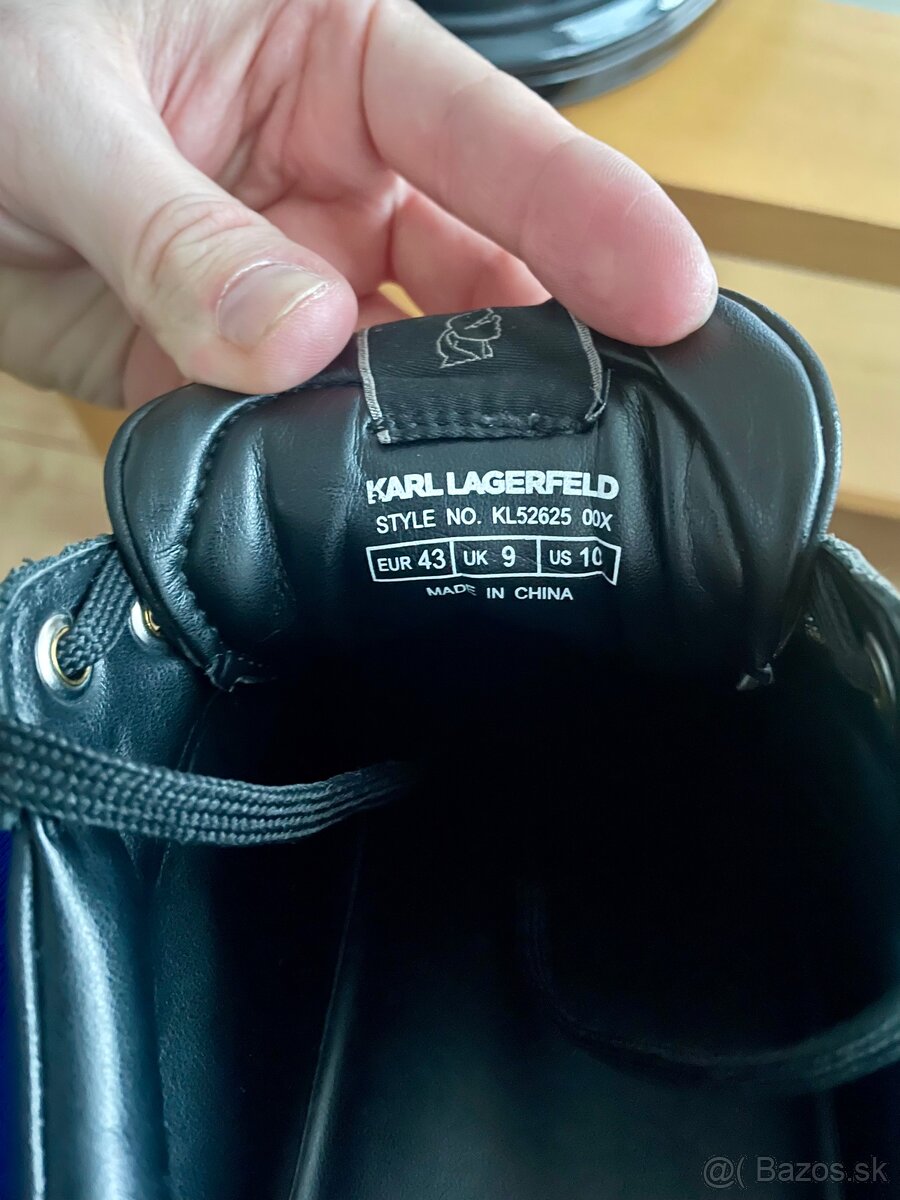 KARL LAGERFELD
STYLE NO. KL52625 00X
EUR 43 UK 9 US 10
MADE IN CHINA
@( Bazos.sk